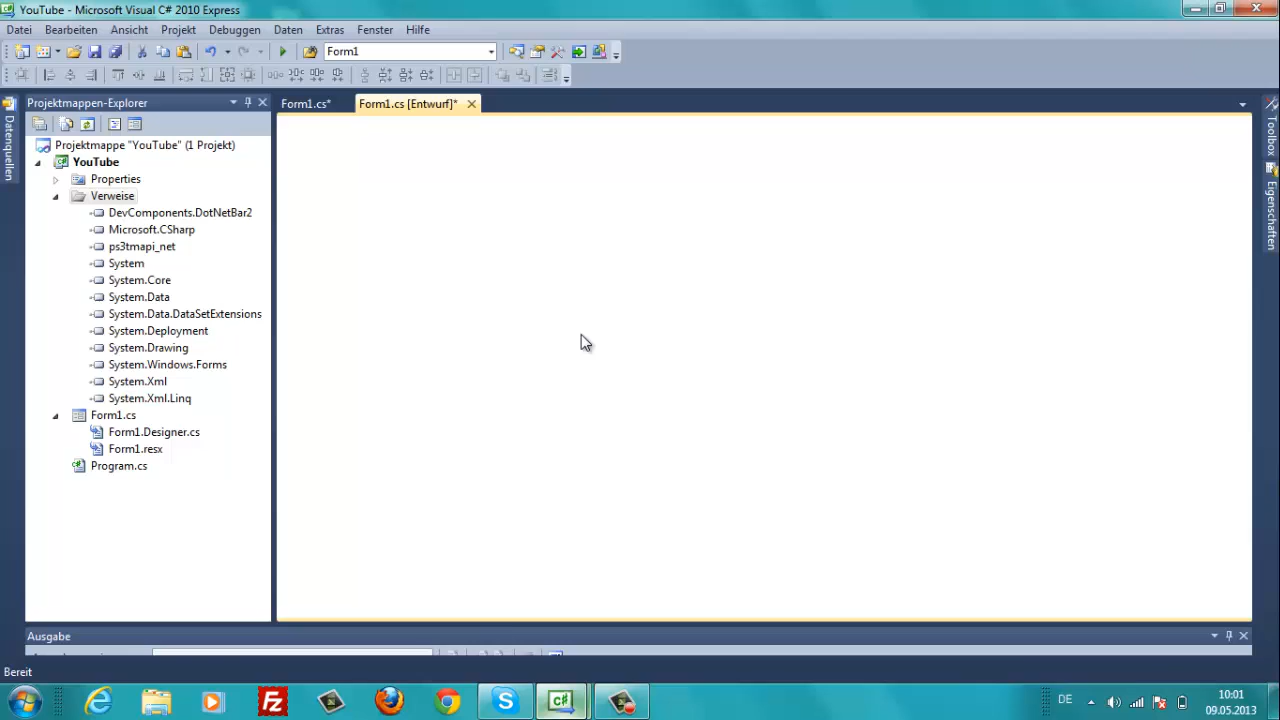 YouTube - Microsoft Visual C# 2010 Express
Datei Bearbeiten Ansicht Projekt Debuggen Daten Extras Fenster Hilfe
Form1
Projektmappen-Explorer
Form1.cs*
Form1.cs [Entwurf]*
Datenquellen
Toolbox
Eigenschaften
Projektmappe "YouTube" (1 Projekt)
YouTube
Properties
Verweise
DevComponents.DotNetBar2
Microsoft.CSharp
ps3tmapi_net
System
System.Core
System.Data
System.Data.DataSetExtensions
System.Deployment
System.Drawing
System.Windows.Forms
System.Xml
System.Xml.Linq
Form1.cs
Form1.Designer.cs
Form1.resx
Program.cs
Ausgabe
Bereit
DE
10:01
09.05.2013